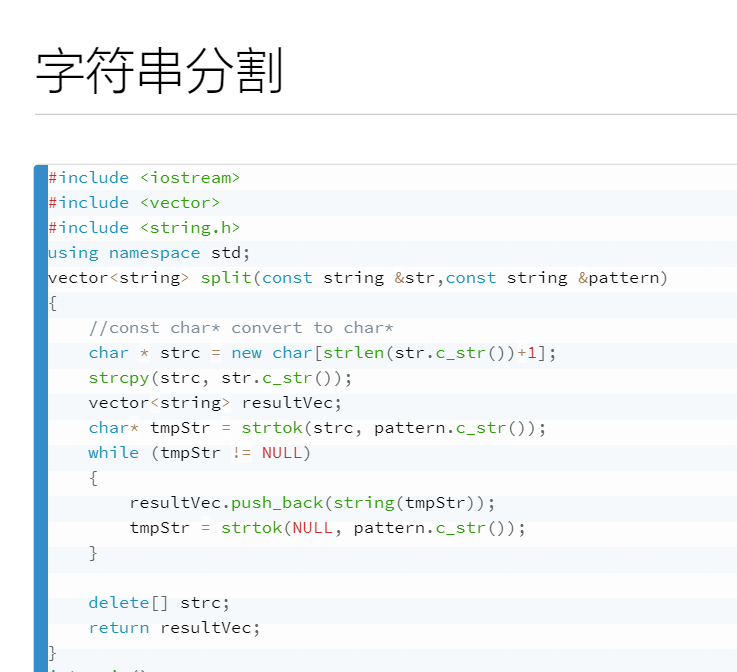 字符串分割
#include <iostream>
#include <vector>
#include <string.h>
using namespace std;
vector<string> split(const string &str,const string &pattern)
{
    //const char* convert to char*
    char * strc = new char[strlen(str.c_str())+1];
    strcpy(strc, str.c_str());
    vector<string> resultVec;
    char* tmpStr = strtok(strc, pattern.c_str());
    while (tmpStr != NULL)
    {
        resultVec.push_back(string(tmpStr));
        tmpStr = strtok(NULL, pattern.c_str());
    }
    delete[] strc;
    return resultVec;
}